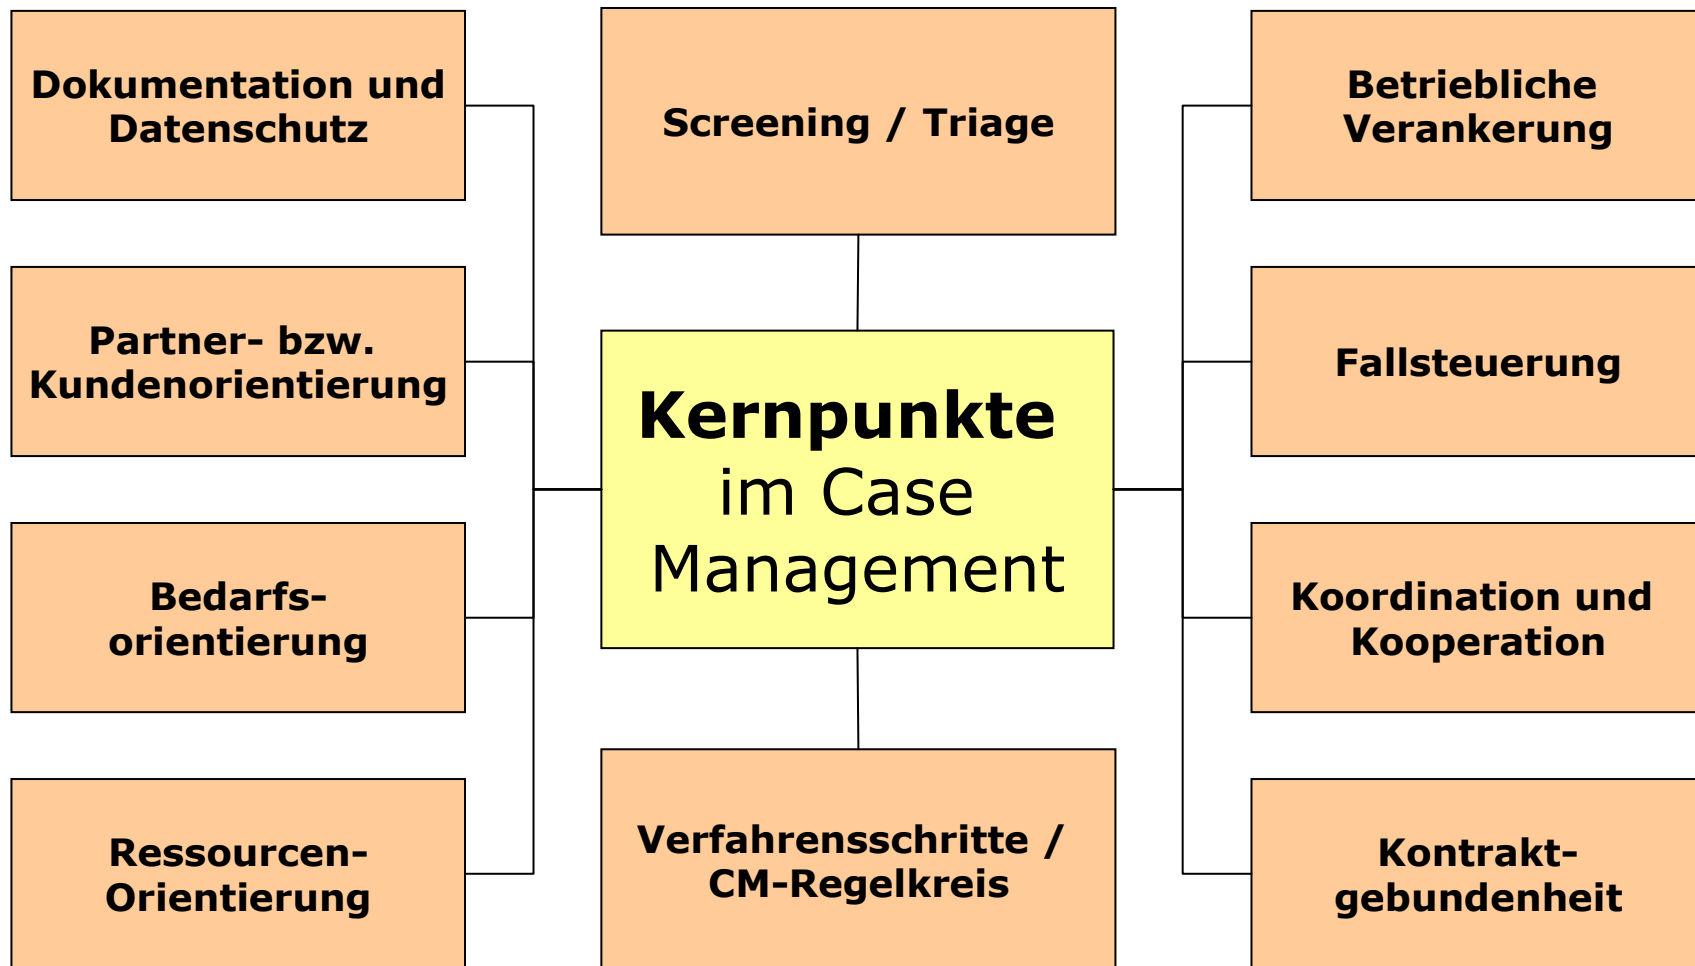 Dokumentation und
Datenschutz
Partner- bzw.
Kundenorientierung
Bedarfs-
orientierung
Ressourcen-
Orientierung
Screening / Triage
Kernpunkte
im Case
Management
Verfahrensschritte /
CM-Regelkreis
Betriebliche
Verankerung
Fallsteuerung
Koordination und
Kooperation
Kontrakt-
gebundenheit